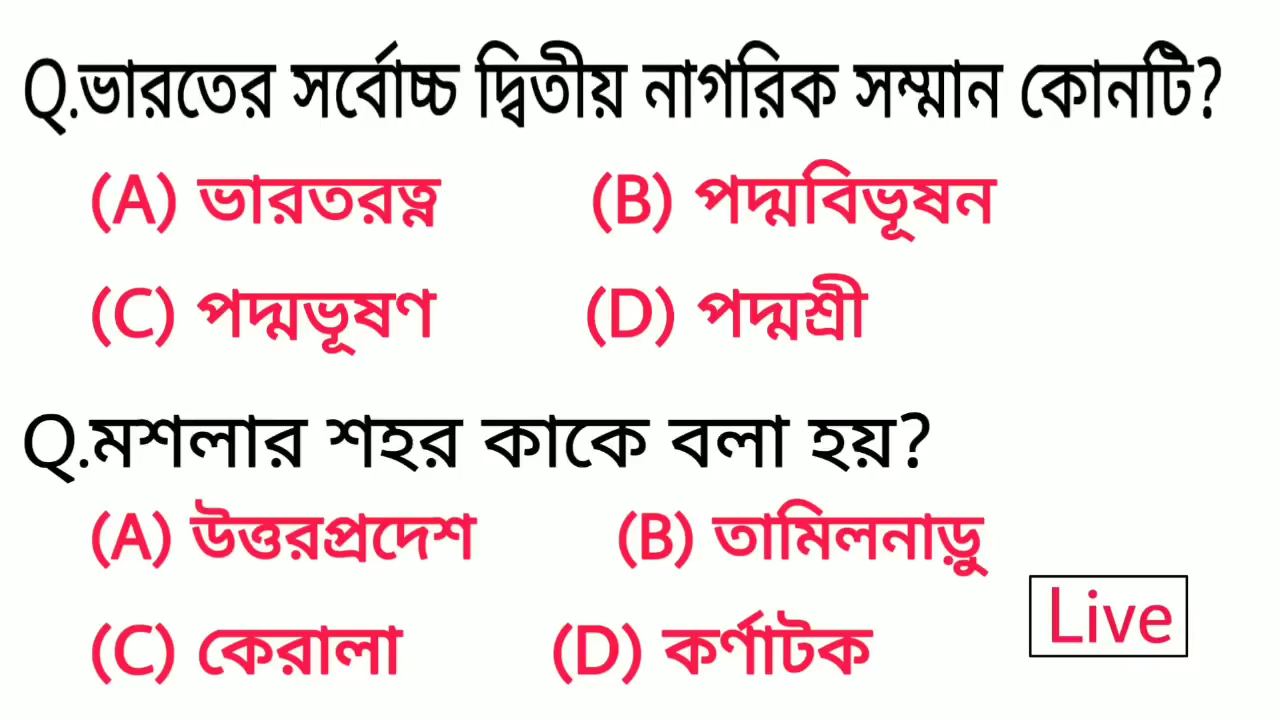 Q.ভারতের সর্বোচ্চ দ্বিতীয় নাগরিক সম্মান কোনটি?
(A) ভারতরত্ন (B) পদ্মবিভূষন
(C) পদ্মভূষণ (D) পদ্মশ্রী
Q.মশলার শহর কাকে বলা হয়?
(A) উত্তরপ্রদেশ (B) তামিলনাড়ু
(C) কেরালা (D) কর্ণাটক
Live